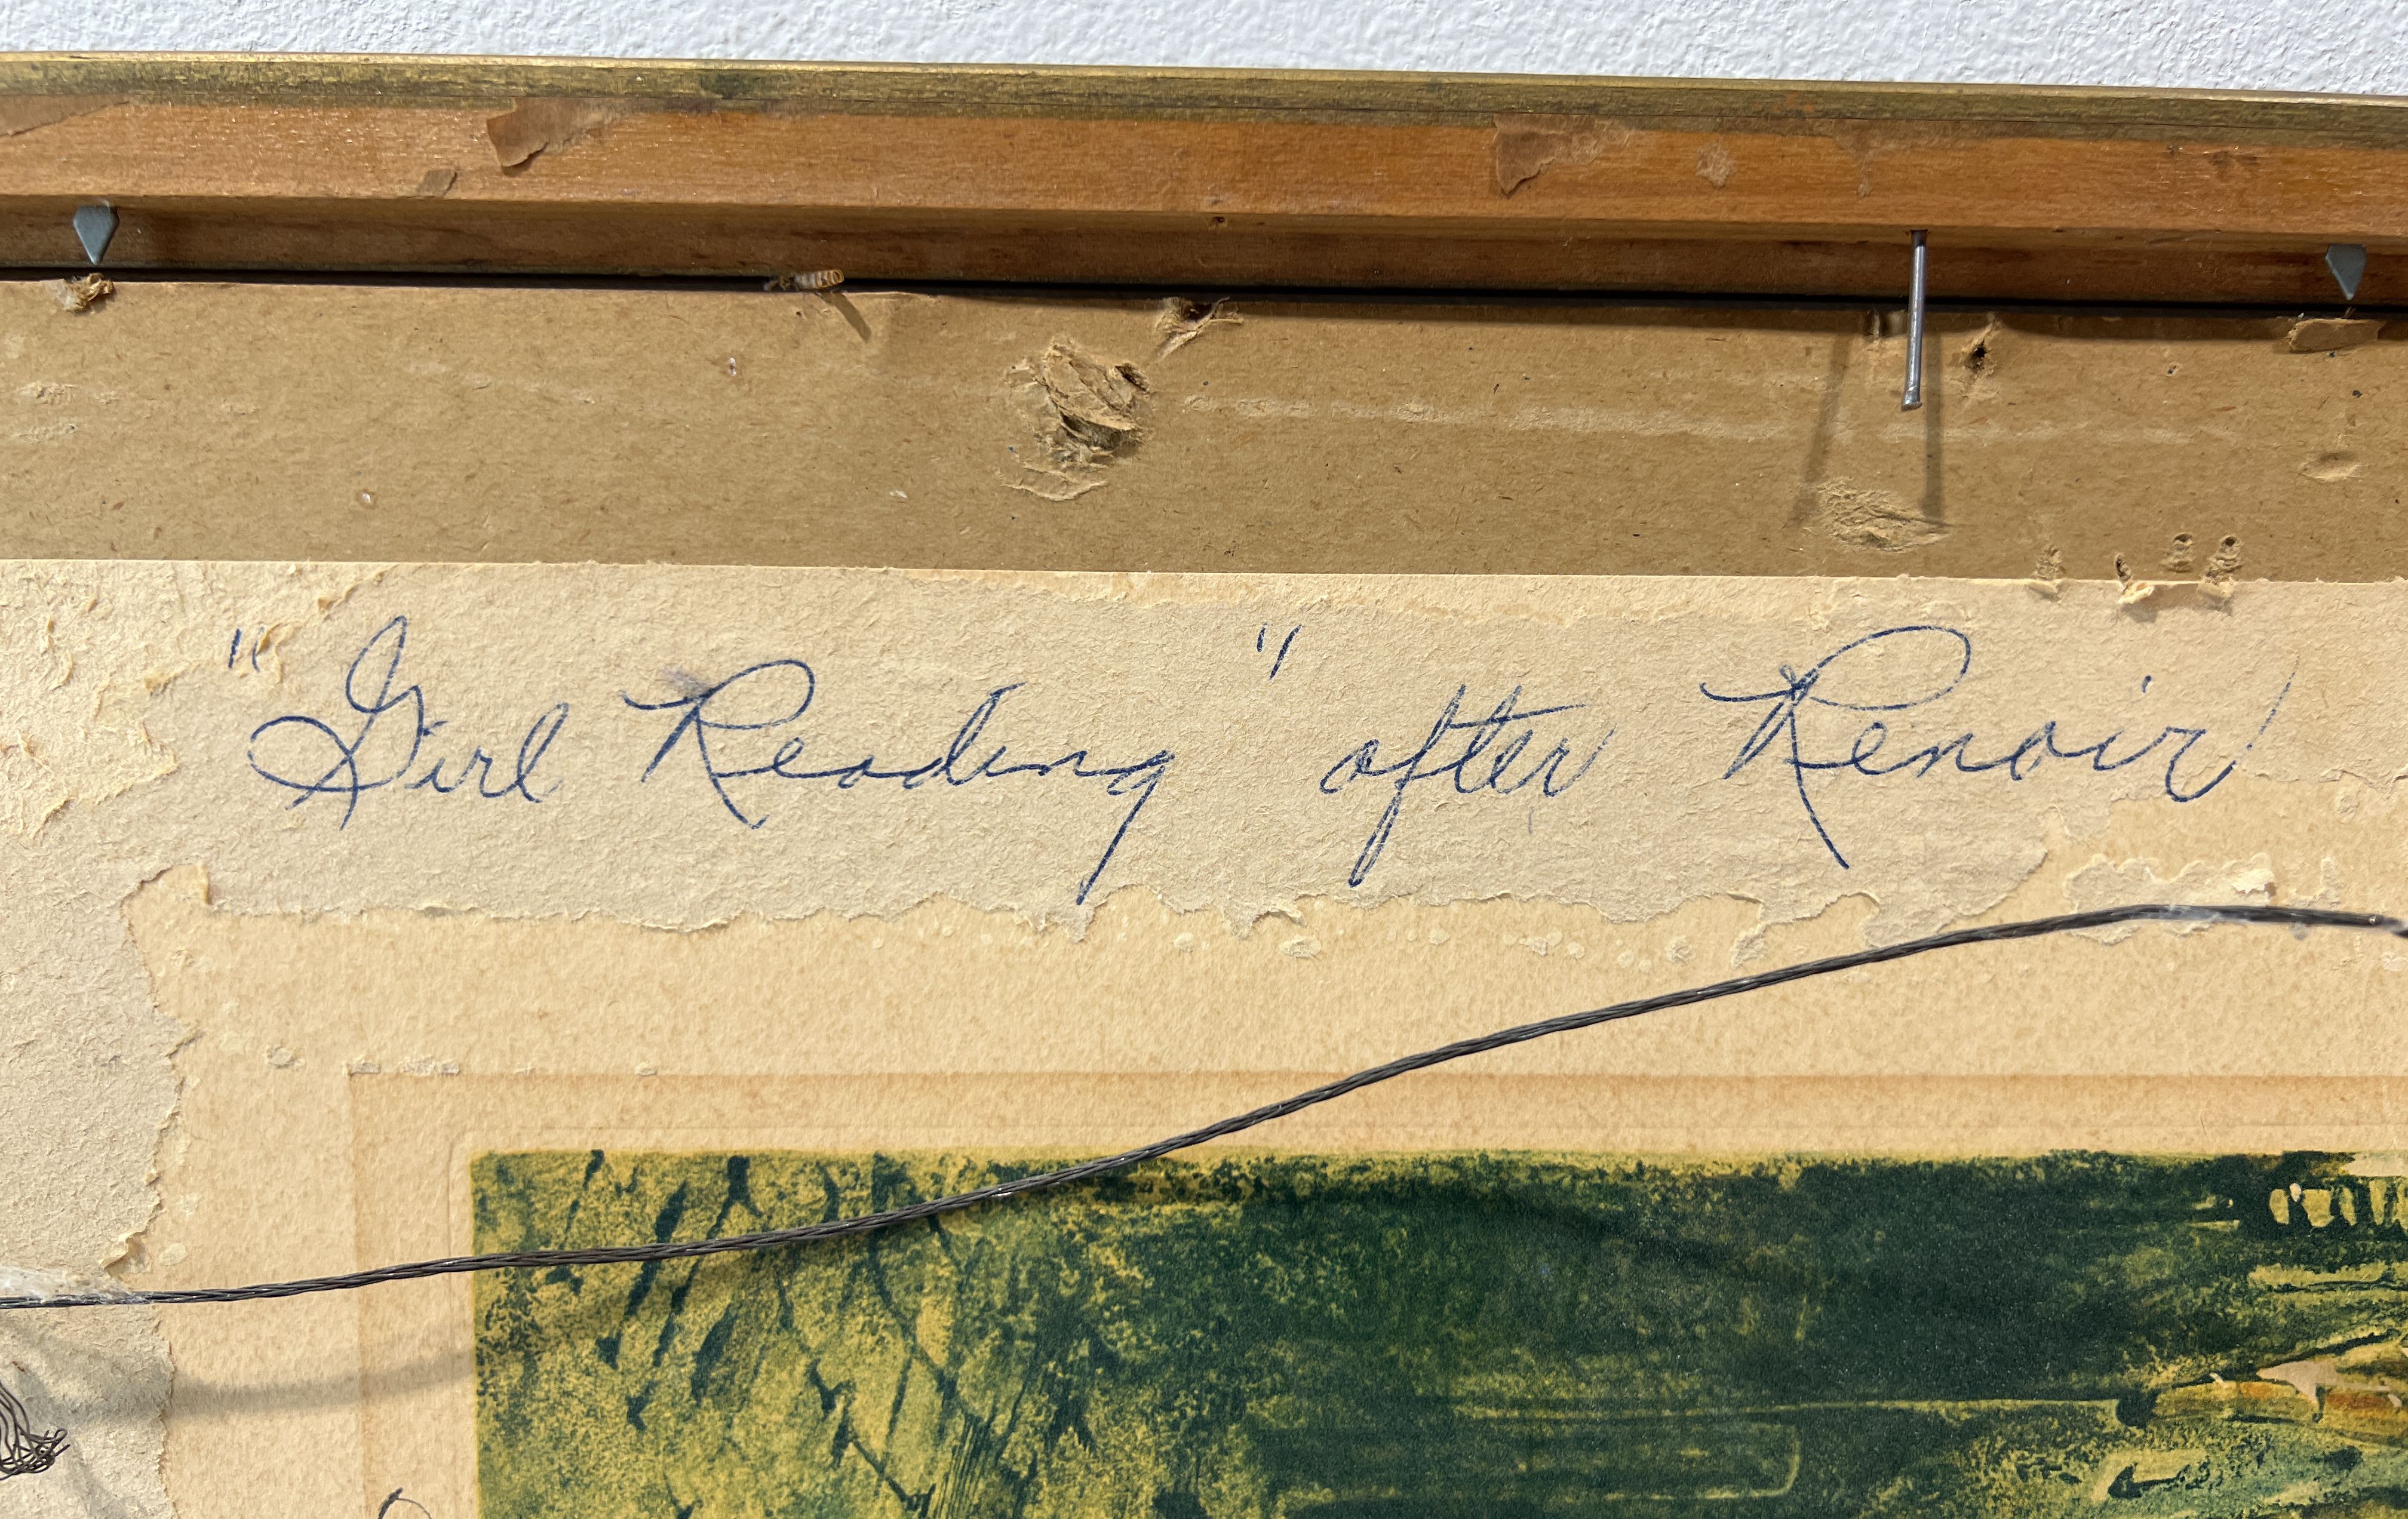 "Girl Reading" after Renoir